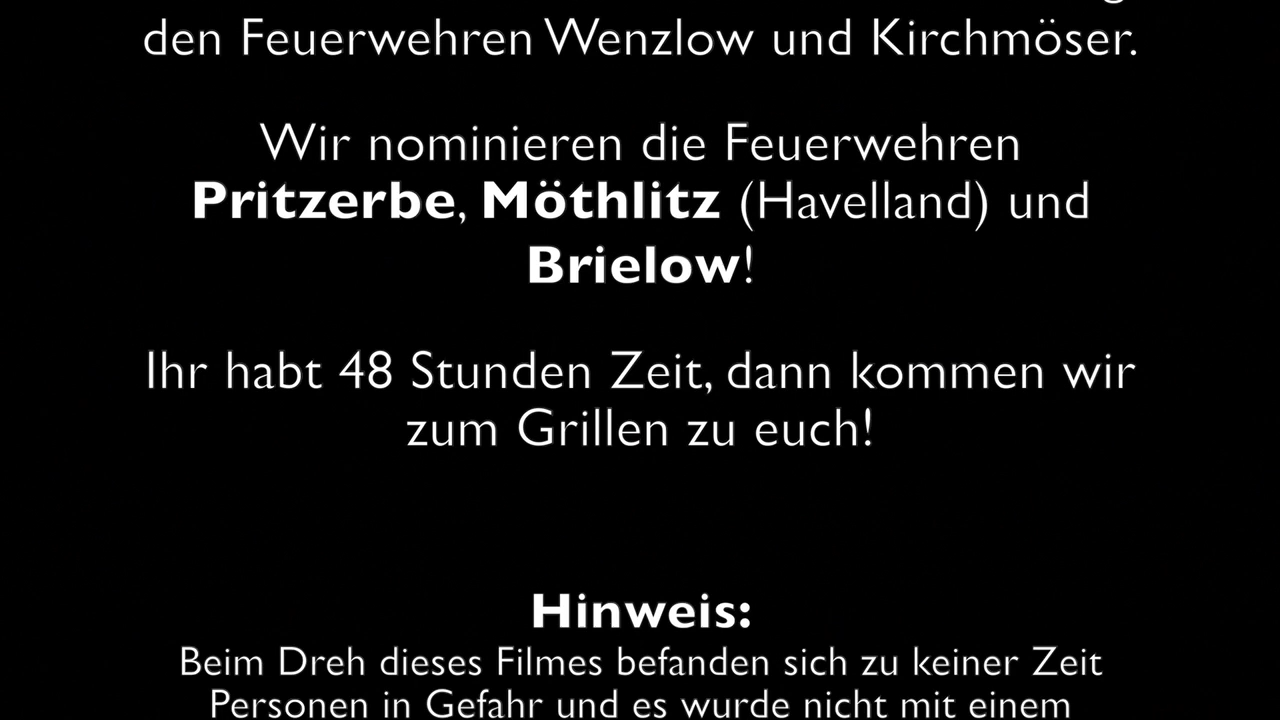 den Feuerwehren Wenzlow und Kirchmöser.
Wir nominieren die Feuerwehren
Pritzerbe, Möthlitz (Havelland) und
Brielow!
Ihr habt 48 Stunden Zeit, dann kommen wir
zum Grillen zu euch!
Hinweis:
Beim Dreh dieses Filmes befanden sich zu keiner Zeit
Personen in Gefahr und es wurde nicht mit einem